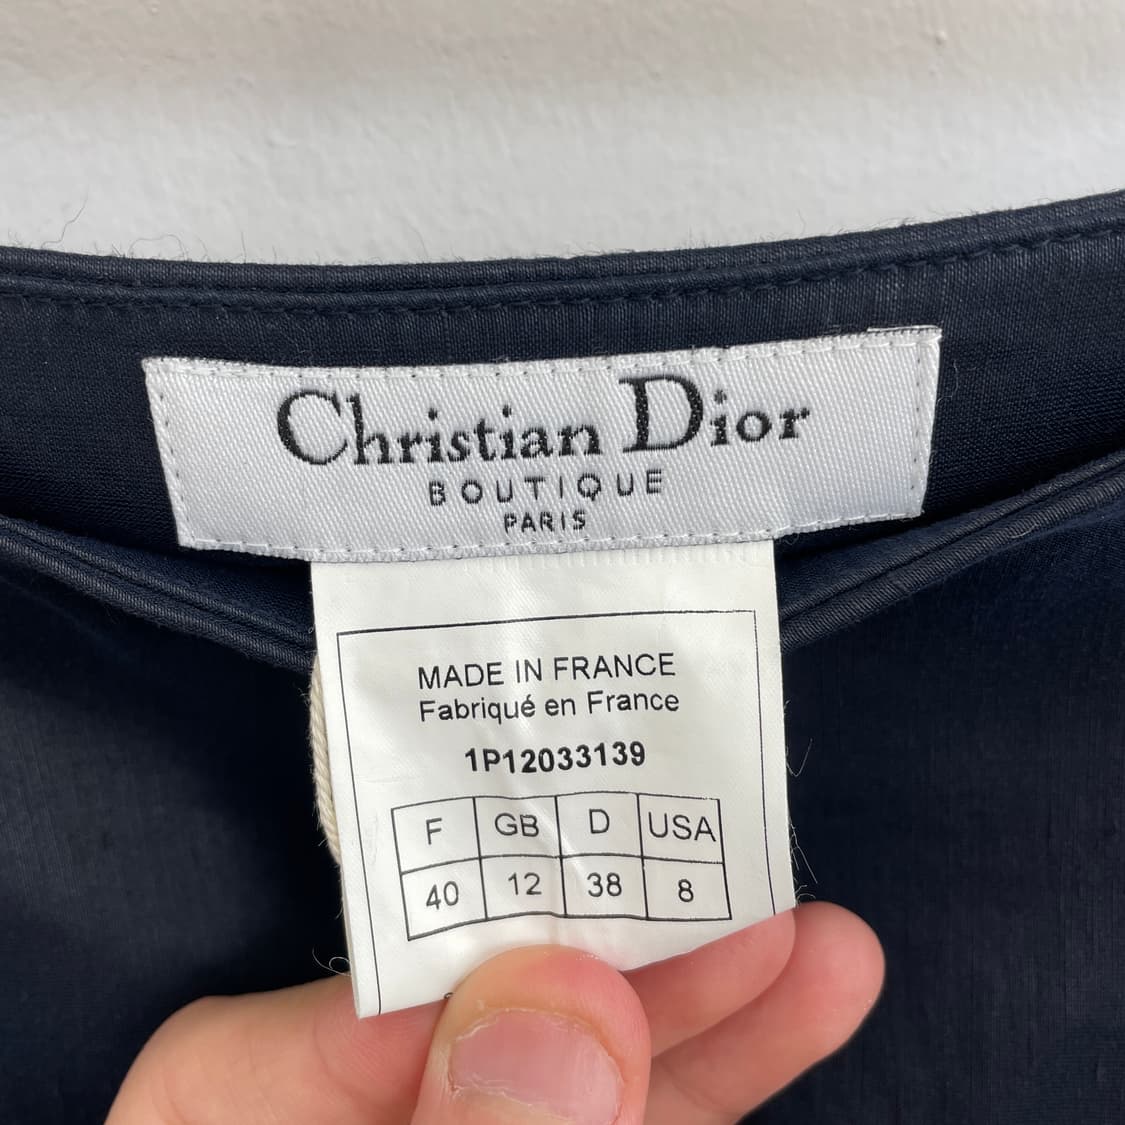 Christian Dior
BOUTIQUE
PARIS
MADE IN FRANCE
Fabriqué en France
1P12033139
F GB D USA
40 12 38 8